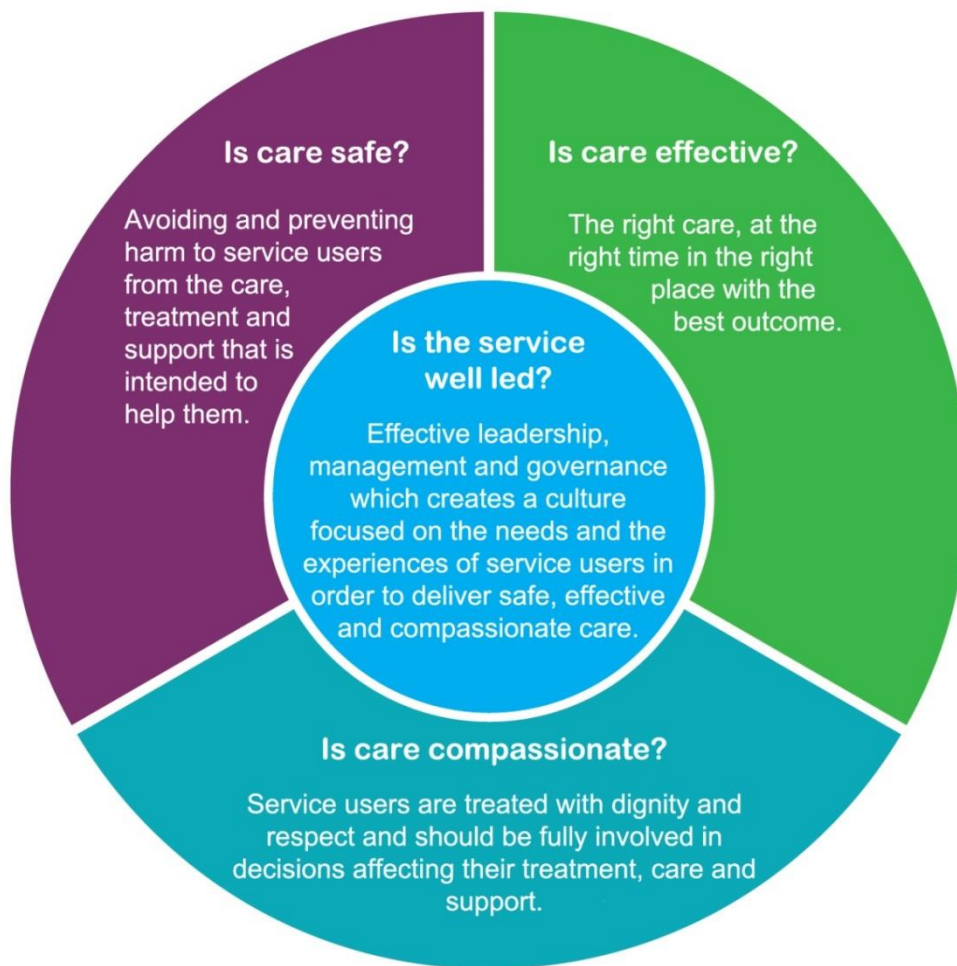 Is care safe?
Avoiding and preventing
harm to service users
from the care,
treatment and
support that is
intended to
help them.
Is care effective?
The right care, at the
right time in the right
place with the
best outcome.
Is the service
well led?
Effective leadership,
management and governance
which creates a culture
focused on the needs and the
experiences of service users in
order to deliver safe, effective
and compassionate care.
Is care compassionate?
Service users are treated with dignity and
respect and should be fully involved in
decisions affecting their treatment, care and
support.